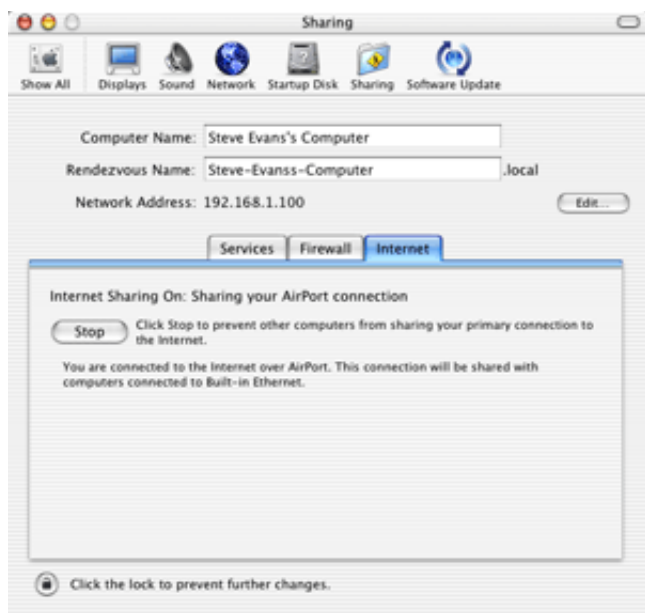 Sharing
Show All Displays Sound Network Startup Disk Sharing Software Update
Computer Name: Steve Evans's Computer
Rendezvous Name: Steve-Evanss-Computer .local
Network Address: 192.168.1.100 Edit...
Services Firewall Internet
Internet Sharing On: Sharing your AirPort connection
Stop Click Stop to prevent other computers from sharing your primary connection to
the Internet.
You are connected to the Internet over AirPort. This connection will be shared with
computers connected to Built-in Ethernet.
Click the lock to prevent further changes.